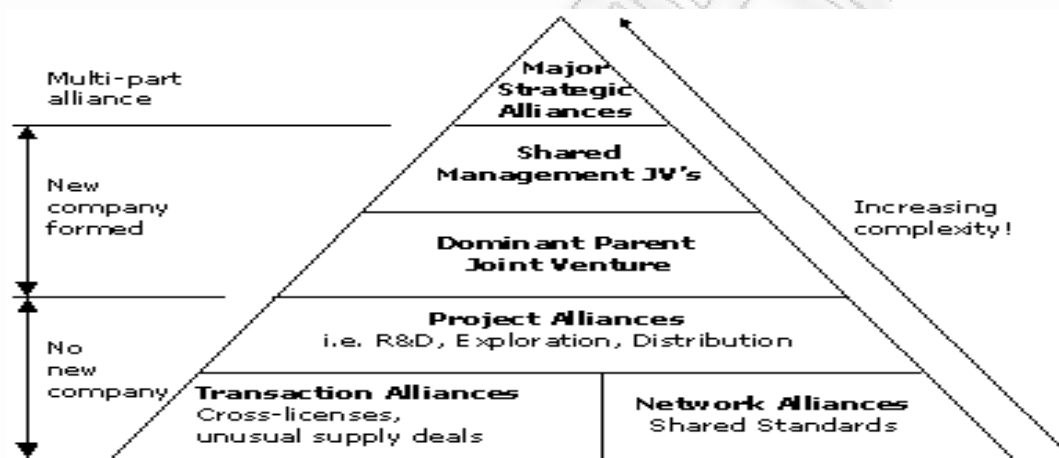 Major
Strategic
Alliances
Multi-part
alliance
Shared
Management JV's
New
company
formed
Increasing
complexity!
Dominant Parent
Joint Venture
Project Alliances
i.e. R&D, Exploration, Distribution
No
new
company
Transaction Alliances
Cross-licenses,
unusual supply deals
Network Alliances
Shared Standards